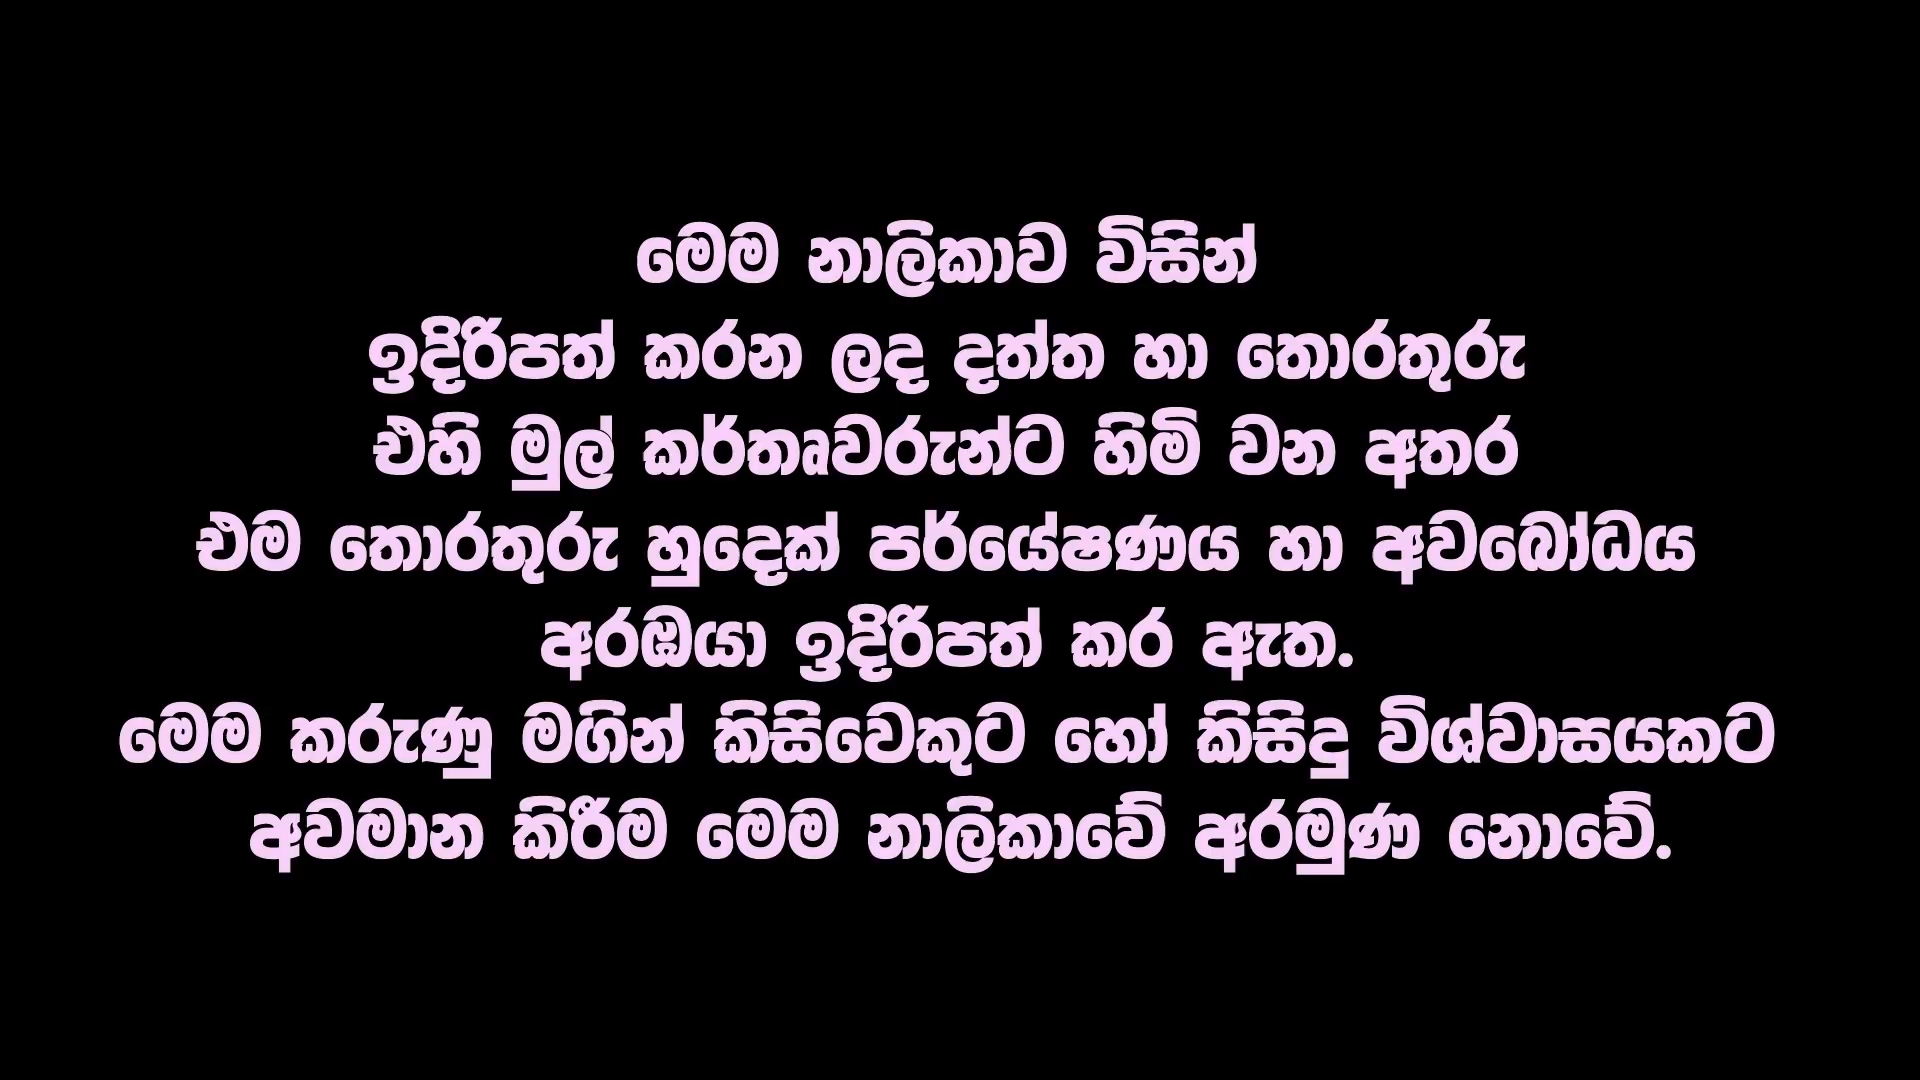 මෙම නාලිකාව විසින්
ඉදිරිපත් කරන ලද දත්ත හා තොරතුරු
එහි මුල් කර්තෘවරුන්ට හිමි වන අතර
එම තොරතුරු හුදෙක් පර්යේෂණය හා අවබෝධය
අරඹයා ඉදිරිපත් කර ඇත.
මෙම කරුණු මගින් කිසිවෙකුට හෝ කිසිදු විශ්වාසයකට
අවමාන කිරීම මෙම නාලිකාවේ අරමුණ නොවේ.